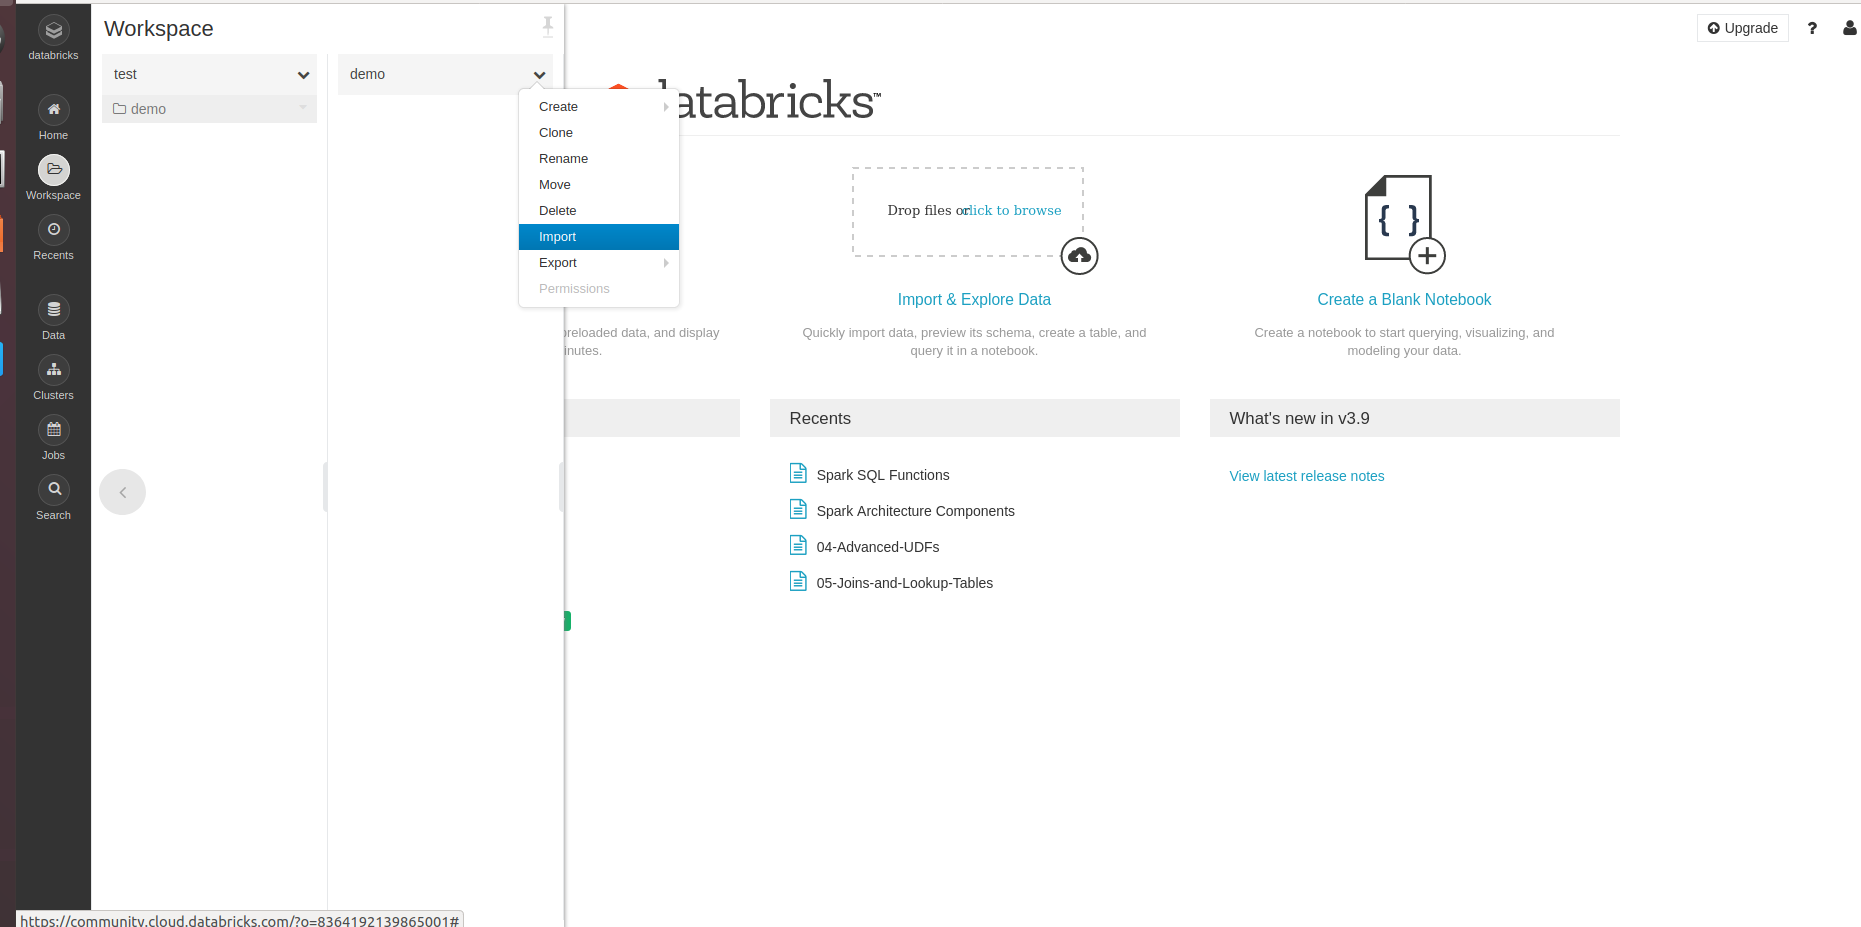 databricks
Home
Workspace
Recents
Data
Clusters
Jobs
Search
Workspace
test
demo
demo
Create
Clone
Rename
Move
Delete
Import
Export
Permissions
Upgrade
?
databricks™
Drop files or click to browse
{ }
Import & Explore Data
Create a Blank Notebook
preloaded data, and display
Quickly import data, preview its schema, create a table, and
query it in a notebook.
Create a notebook to start querying, visualizing, and
modeling your data.
Recents
Spark SQL Functions
Spark Architecture Components
04-Advanced-UDFs
05-Joins-and-Lookup-Tables
What's new in v3.9
View latest release notes
https://community.cloud.databricks.com/?o=8364192139865001#